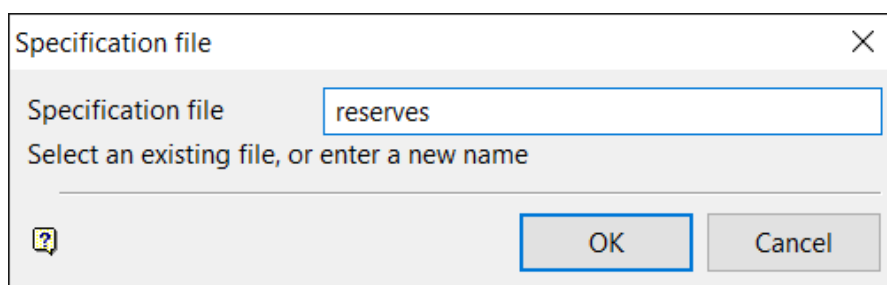 Specification file
Specification file reserves
Select an existing file, or enter a new name
OK Cancel